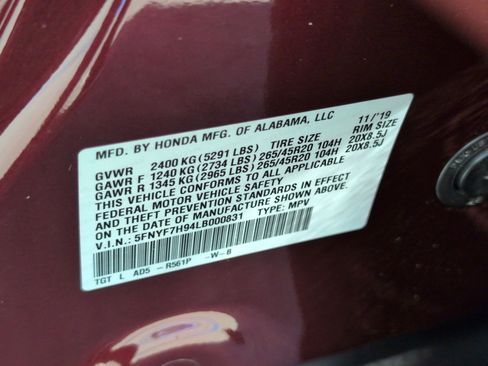 MFD. BY HONDA MFG. OF ALABAMA, LLC 11/'19
TIRE SIZE RIM SIZE
GVWR 2400 KG (5291 LBS)
GAWR F 1240 KG (2734 LBS) 265/45R20 104H 20X8.5J
GAWR R 1345 KG (2965 LBS) 265/45R20 104H 20X8.5J
THIS VEHICLE CONFORMS TO ALL APPLICABLE
FEDERAL MOTOR VEHICLE SAFETY
AND THEFT PREVENTION STANDARDS IN EFFECT
ON THE DATE OF MANUFACTURE SHOWN ABOVE.
V.I.N.: 5FNYF7H94LB000831 TYPE: MPV
TGT L AD5 - R561P -W-6